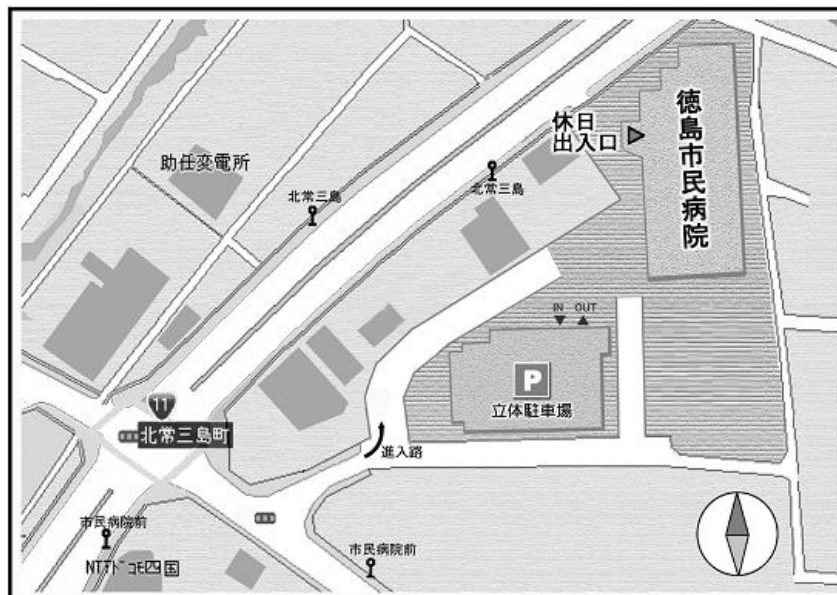 徳島市民病院
休日
出入口
助任変電所
北常三島
北常三島
IN OUT
P
立体駐車場
11
北常三島町
進入路
市民病院前
市民病院前
NTTドコモ四国